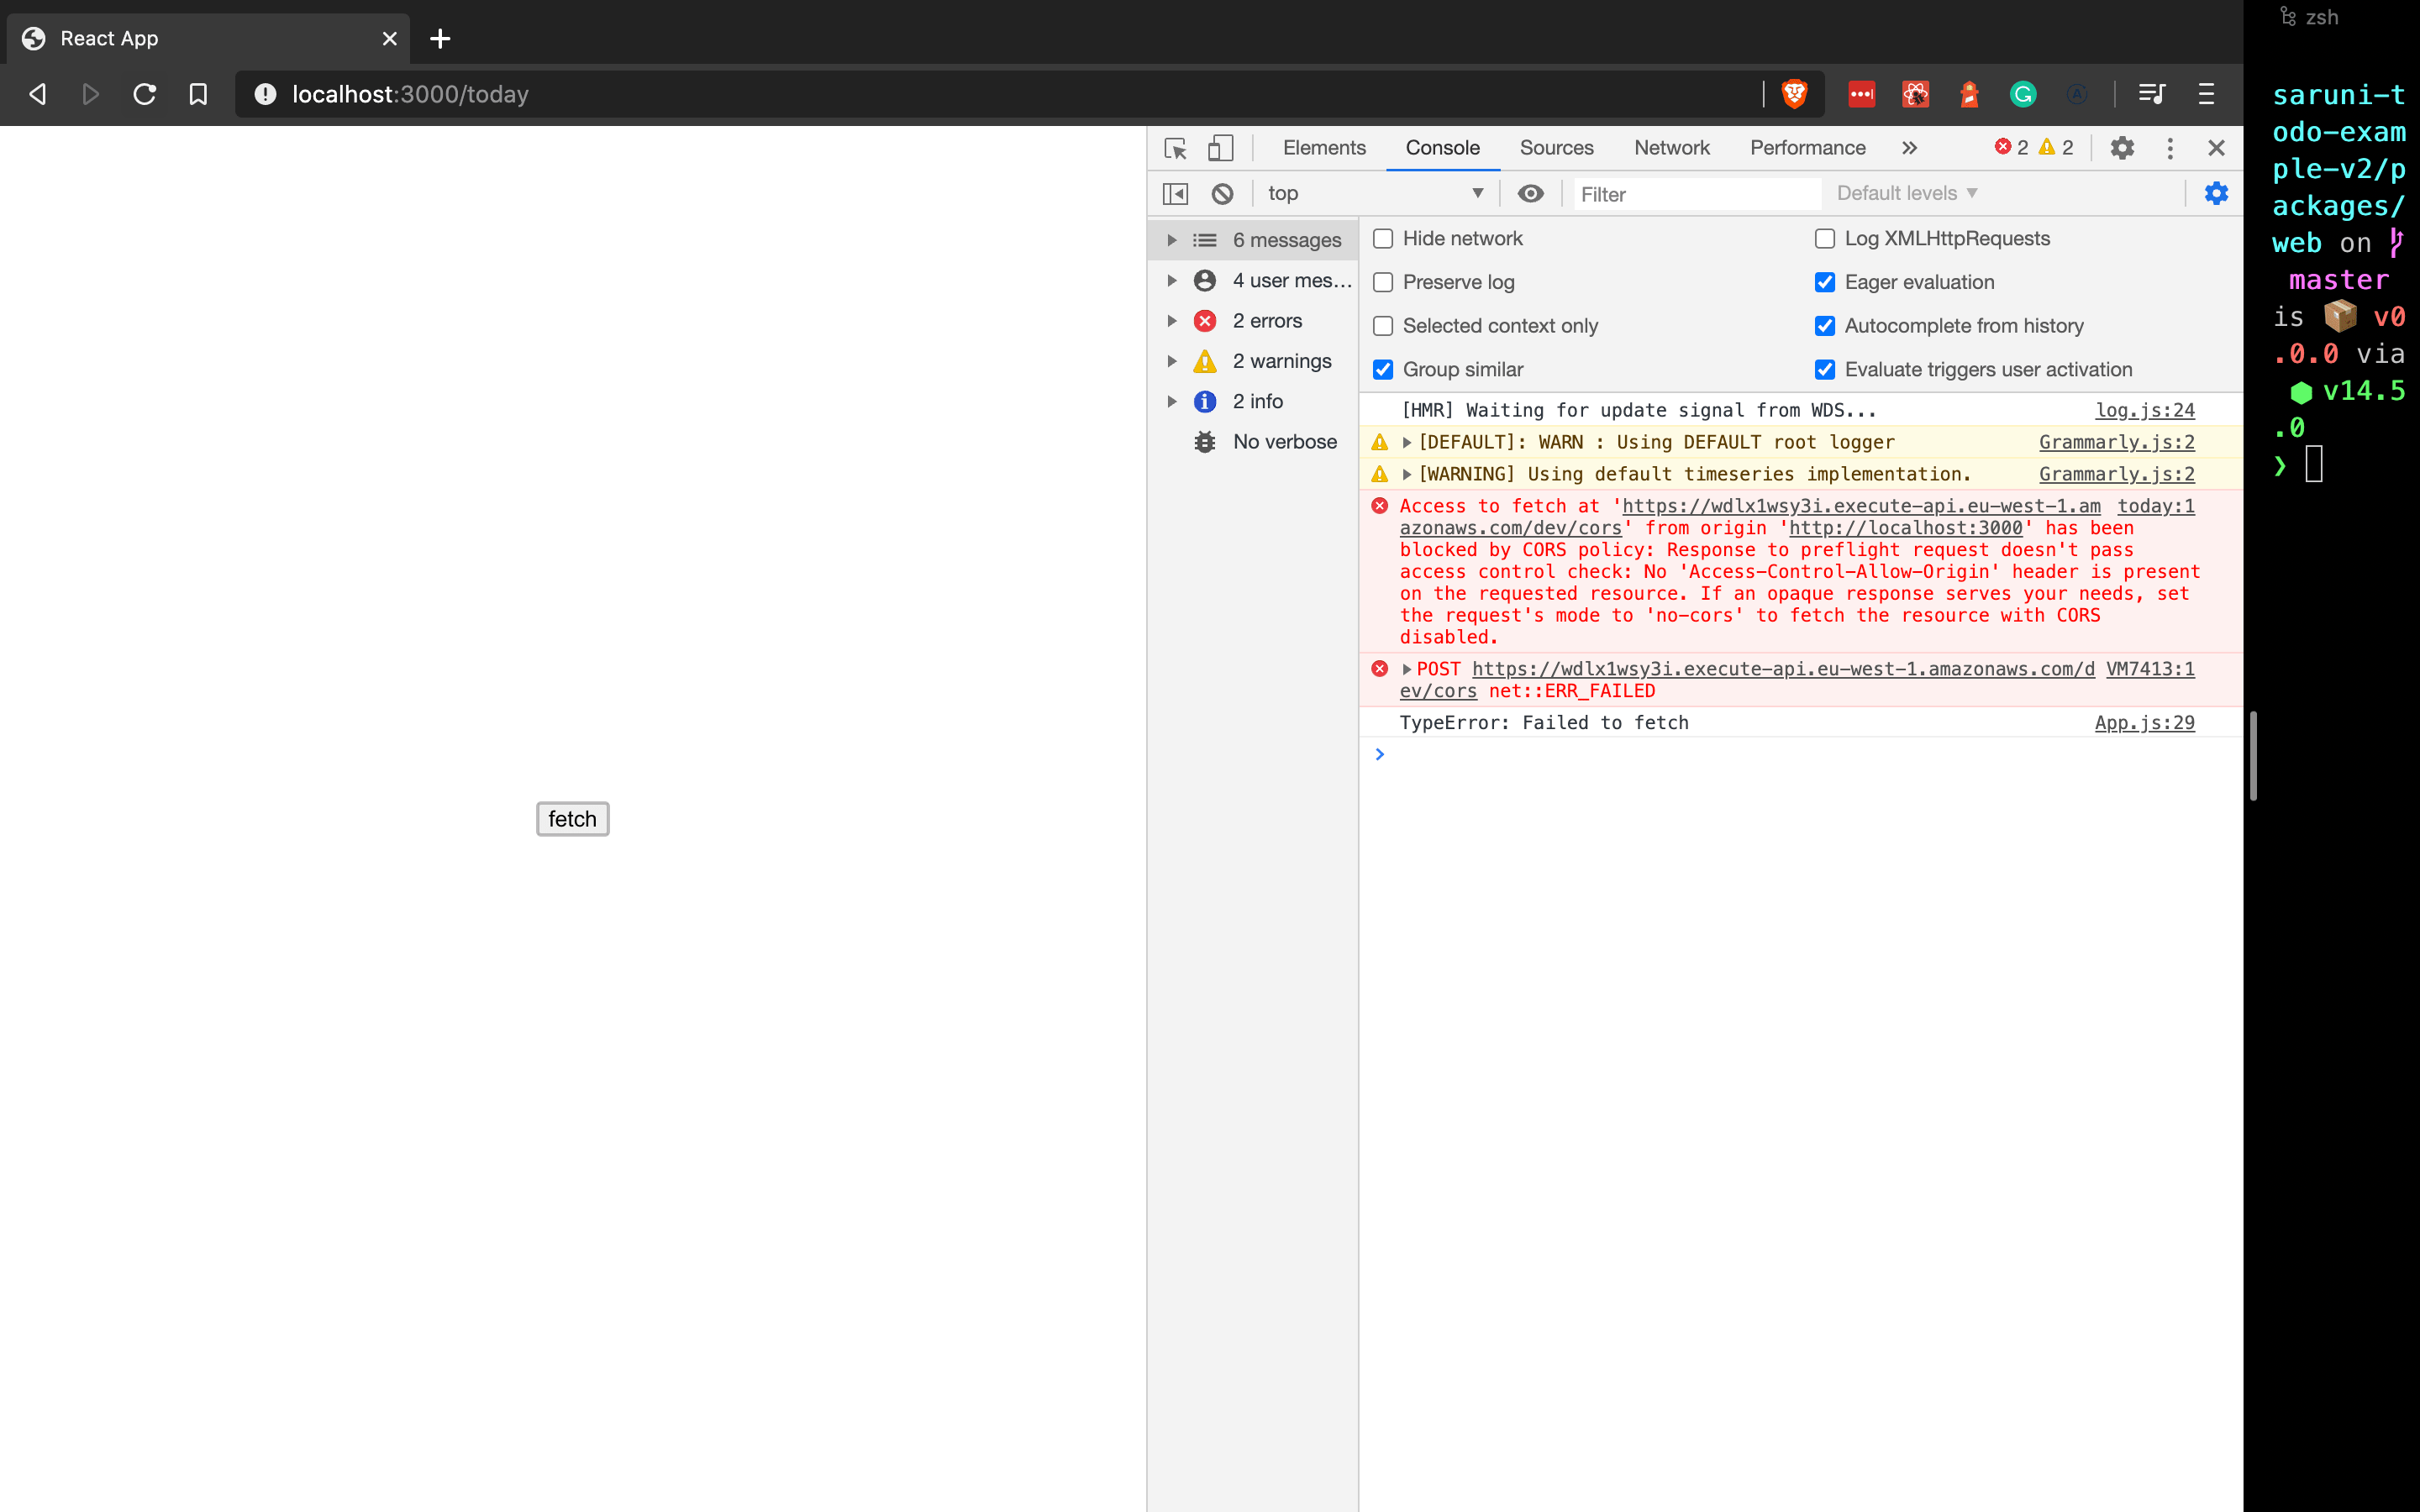 React App
localhost:3000/today
Elements
Console
Sources
Network
Performance
2
2
top
Filter
Default levels
6 messages
4 user mes...
2 errors
2 warnings
2 info
No verbose
Hide network
Log XMLHttpRequests
Preserve log
Eager evaluation
Selected context only
Autocomplete from history
Group similar
Evaluate triggers user activation
[HMR] Waiting for update signal from WDS... log.js:24
[DEFAULT]: WARN : Using DEFAULT root logger Grammarly.js:2
[WARNING] Using default timeseries implementation. Grammarly.js:2
Access to fetch at 'https://wdlx1wsy3i.execute-api.eu-west-1.am today:1
azonaws.com/dev/cors' from origin 'http://localhost:3000' has been
blocked by CORS policy: Response to preflight request doesn't pass
access control check: No 'Access-Control-Allow-Origin' header is present
on the requested resource. If an opaque response serves your needs, set
the request's mode to 'no-cors' to fetch the resource with CORS
disabled.
POST https://wdlx1wsy3i.execute-api.eu-west-1.amazonaws.com/d VM7413:1
ev/cors net::ERR_FAILED
TypeError: Failed to fetch App.js:29
fetch
zsh
saruni-t
odo-exam
ple-v2/p
ackages/
web on
master
is 📦 v0
.0.0 via
⬢ v14.5
.0
❯